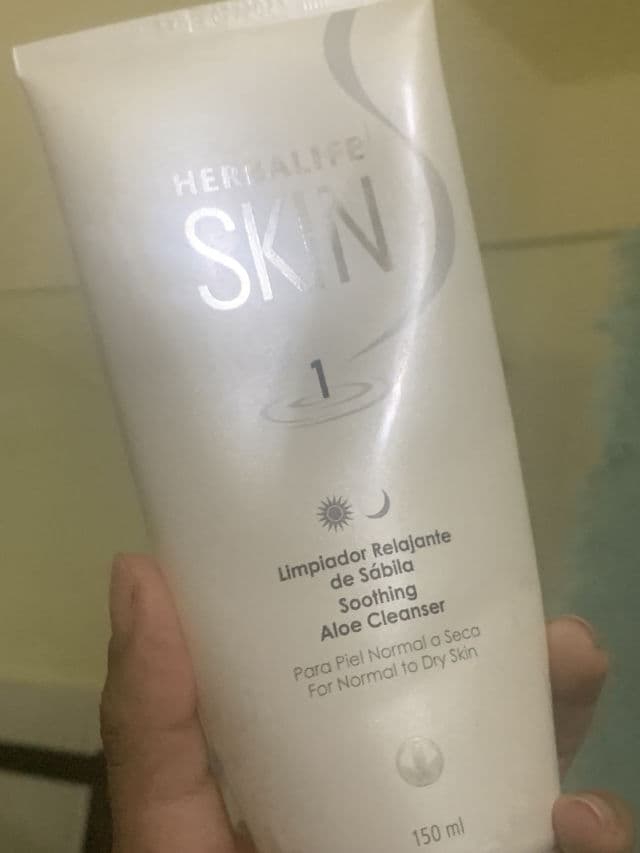 HERBALIFE
SKIN
1
Limpiador Relajante
de Sábila
Soothing
Aloe Cleanser
Para Piel Normal a Seca
For Normal to Dry Skin
150 ml